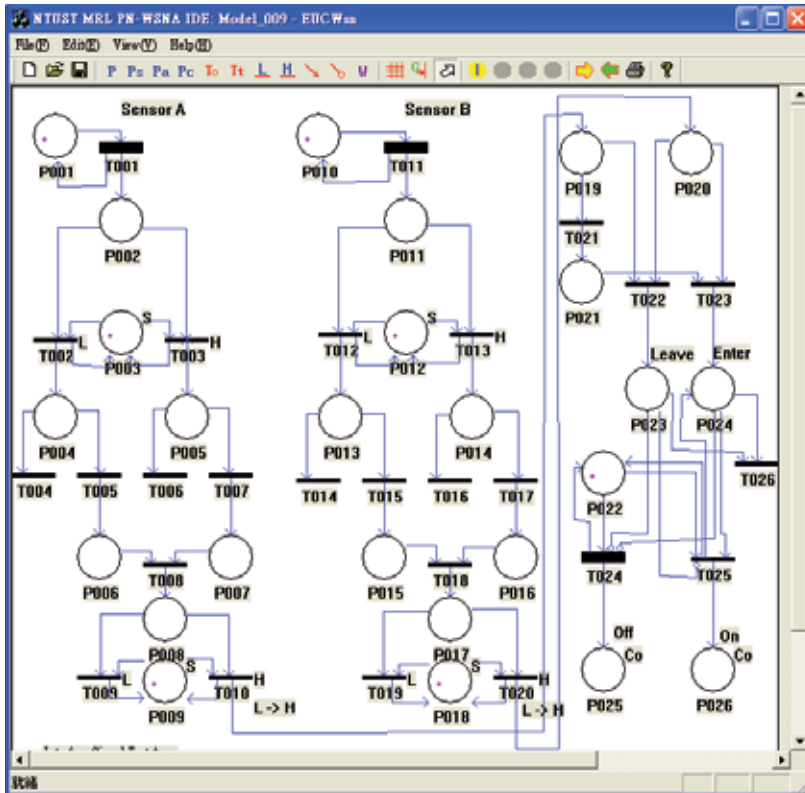 NTUST MRL PN-WSNA IDE: Model_009 - EUCWsn
File(F) Edit(E) View(V) Help(H)
P Ps Pa Pc To Tt L H W G I ?
Sensor A Sensor B
P001 T001 P010 T011 P019 P020
P002 P011 T021
P021 T022 T023
S S
T002 L P003 T003 H T012 L P012 T013 H
Leave Enter
P004 P005 P013 P014 P023 P024
T004 T005 T006 T007 T014 T015 T016 T017 P022 T026
P006 T008 P007 P015 T018 P016 T024 T025
P008 P017
Off On
Co Co
S S
T009 L P009 T010 H T019 L P018 T020 H P025 P026
L -> H L -> H
就緒